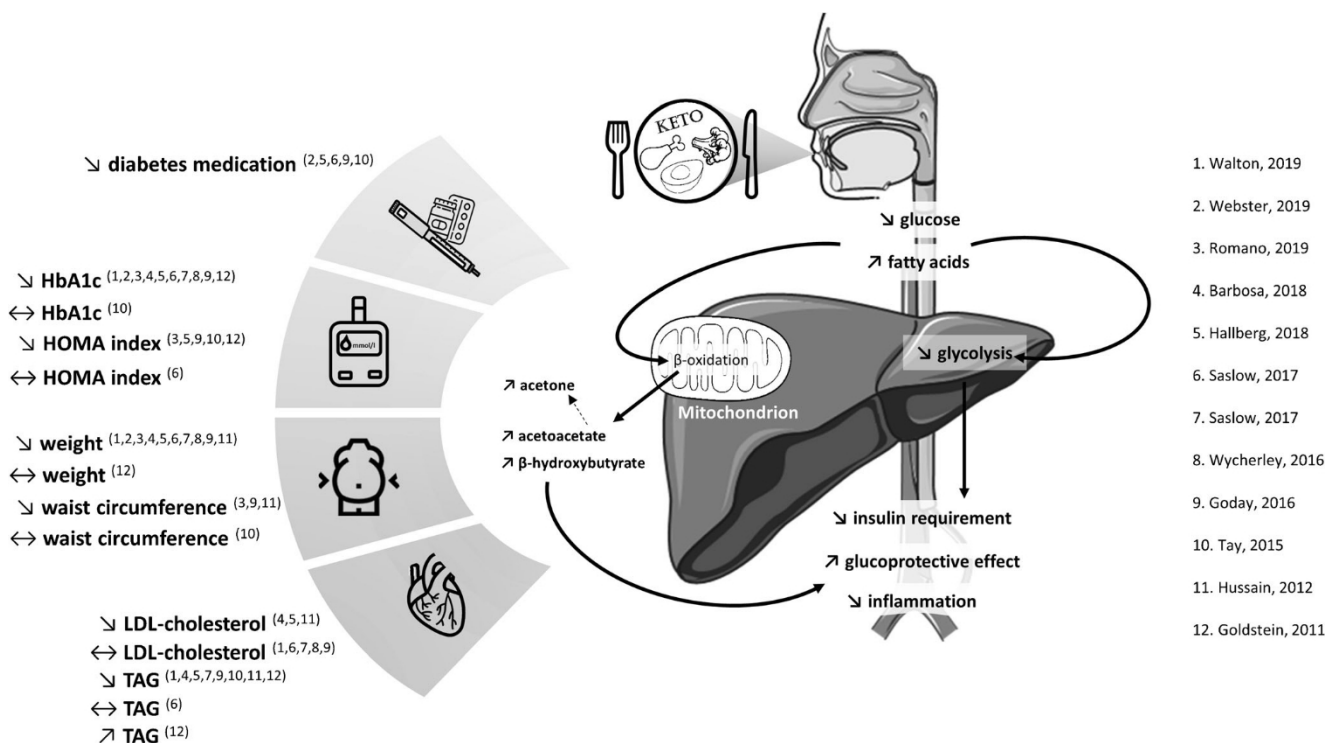 ↘ diabetes medication (2,5,6,9,10)
↘ HbA1c (1,2,3,4,5,6,7,8,9,12)
↔ HbA1c (10)
↘ HOMA index (3,5,9,10,12)
↔ HOMA index (6)
↘ weight (1,2,3,4,5,6,7,8,9,11)
↔ weight (12)
↘ waist circumference (3,9,11)
↔ waist circumference (10)
↘ LDL-cholesterol (4,5,11)
↔ LDL-cholesterol (1,6,7,8,9)
↘ TAG (1,4,5,7,9,10,11,12)
↔ TAG (6)
↗ TAG (12)
mmol/l
KETO
↘ glucose
↗ fatty acids
β-oxidation
Mitochondrion
↘ glycolysis
↗ acetone
↗ acetoacetate
↗ β-hydroxybutyrate
↘ insulin requirement
↗ glucoprotective effect
↘ inflammation
1. Walton, 2019
2. Webster, 2019
3. Romano, 2019
4. Barbosa, 2018
5. Hallberg, 2018
6. Saslow, 2017
7. Saslow, 2017
8. Wycherley, 2016
9. Goday, 2016
10. Tay, 2015
11. Hussain, 2012
12. Goldstein, 2011